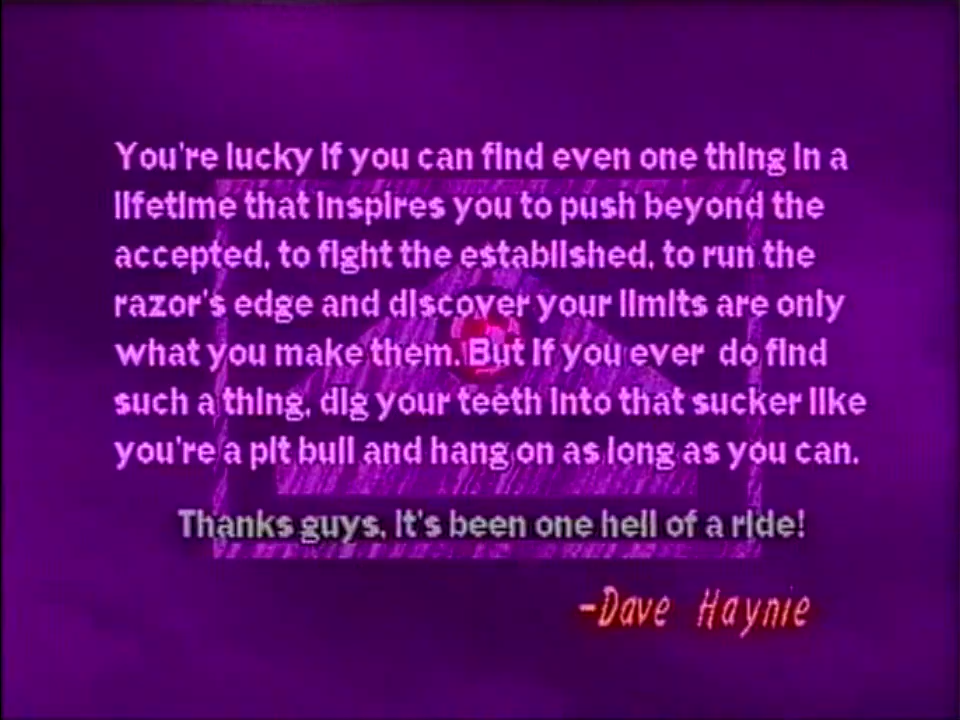 You're lucky if you can find even one thing in a
lifetime that inspires you to push beyond the
accepted, to fight the established, to run the
razor's edge and discover your limits are only
what you make them. But if you ever do find
such a thing, dig your teeth into that sucker like
you're a pit bull and hang on as long as you can.
Thanks guys, it's been one hell of a ride!
-Dave Haynie